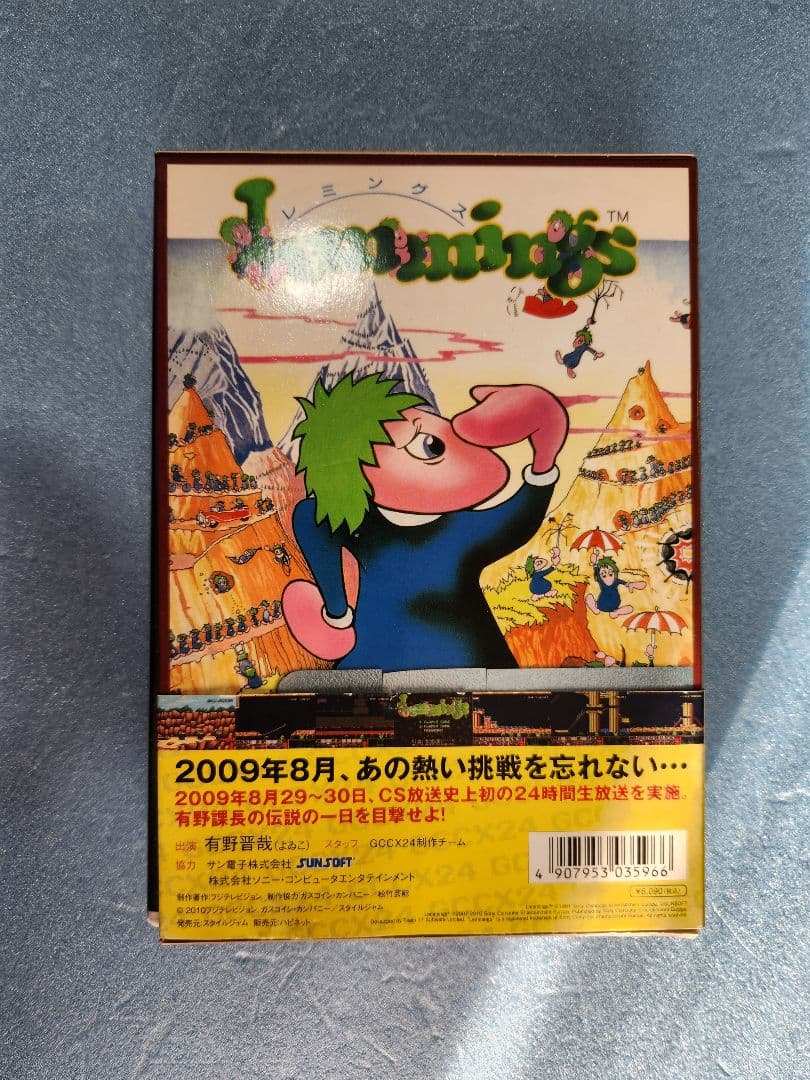 レミングス
Lemmings™
2009年8月、あの熱い挑戦を忘れない…
2009年8月29～30日、CS放送史上初の24時間生放送を実施。
有野課長の伝説の一日を目撃せよ!
出演 有野晋哉(よゐこ) スタッフ GCCX24制作チーム
協力 サン電子株式会社 SUNSOFT
株式会社ソニー・コンピュータエンタテインメント
制作著作:フジテレビジョン 制作協力:ガスコイン・カンパニー/松竹芸能
© 2010フジテレビジョン ガスコイン・カンパニー/スタイルジャム
発売元:スタイルジャム 販売元:ハピネット
4 907953 035966
¥6,090(税込)